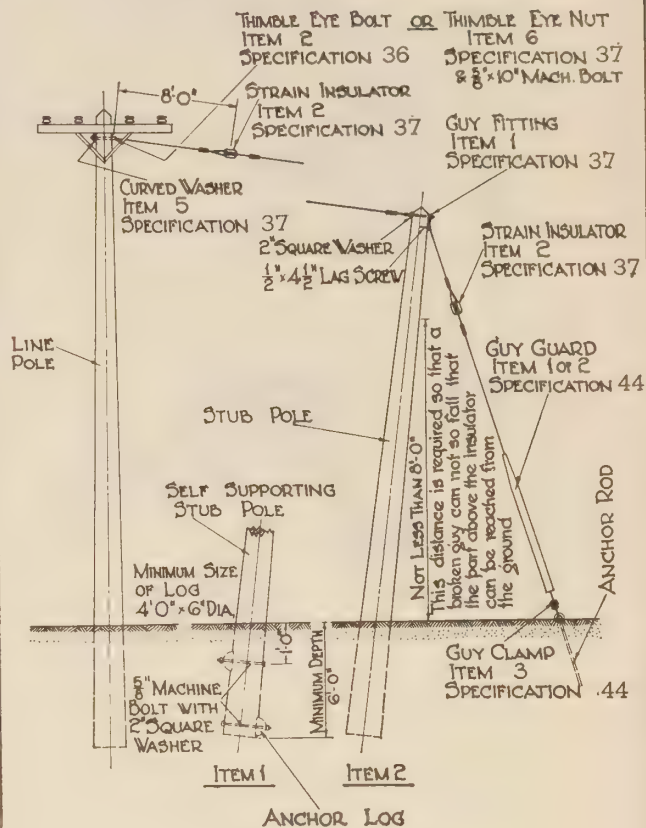 THIMBLE EYE BOLT OR THIMBLE EYE NUT
ITEM 2
SPECIFICATION 36
ITEM 6
SPECIFICATION 37
& 5/8"x10" MACH. BOLT
8'0"
STRAIN INSULATOR
ITEM 2
SPECIFICATION 37
GUY FITTING
ITEM 1
SPECIFICATION 37
CURVED WASHER
ITEM 5
SPECIFICATION 37
2" SQUARE WASHER
1/2"x4 1/2" LAG SCREW
STRAIN INSULATOR
ITEM 2
SPECIFICATION 37
LINE
POLE
GUY GUARD
ITEM 1 or 2
SPECIFICATION 44
STUB POLE
NOT LESS THAN 8'-0"
This distance is required so that a
broken guy can not so fall that
the part above the insulator
can be reached from
the ground
ANCHOR ROD
SELF SUPPORTING
STUB POLE
MINIMUM SIZE
OF LOG
4'0"x6" DIA.
1'-0"
MINIMUM DEPTH
6'-0"
GUY CLAMP
ITEM 3
SPECIFICATION .44
5/8" MACHINE
BOLT WITH
2" SQUARE
WASHER
ITEM 1
ITEM 2
ANCHOR LOG